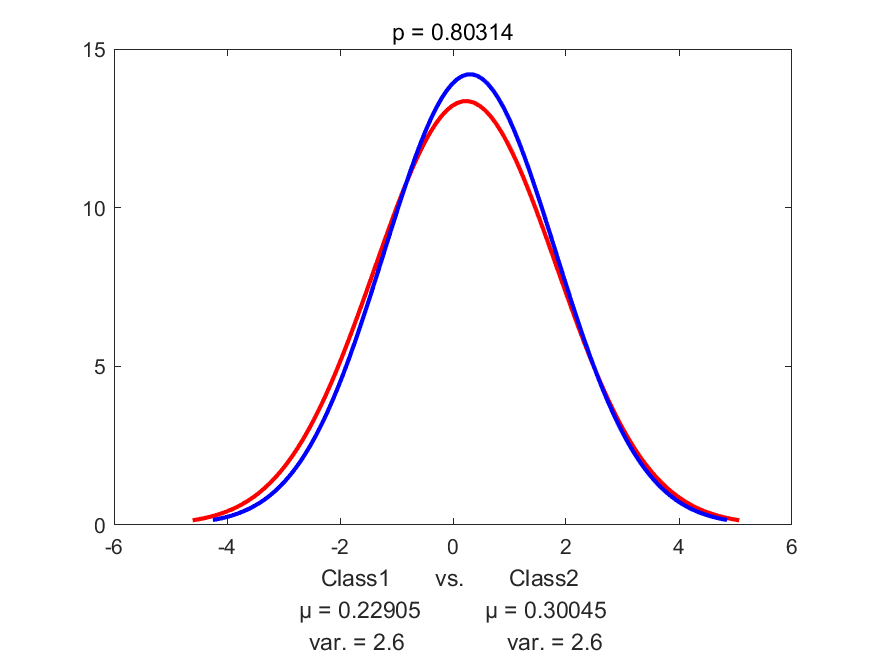 p = 0.80314
15
10
5
0
-6 -4 -2 0 2 4 6
Class1 vs. Class2
μ = 0.22905 μ = 0.30045
var. = 2.6 var. = 2.6